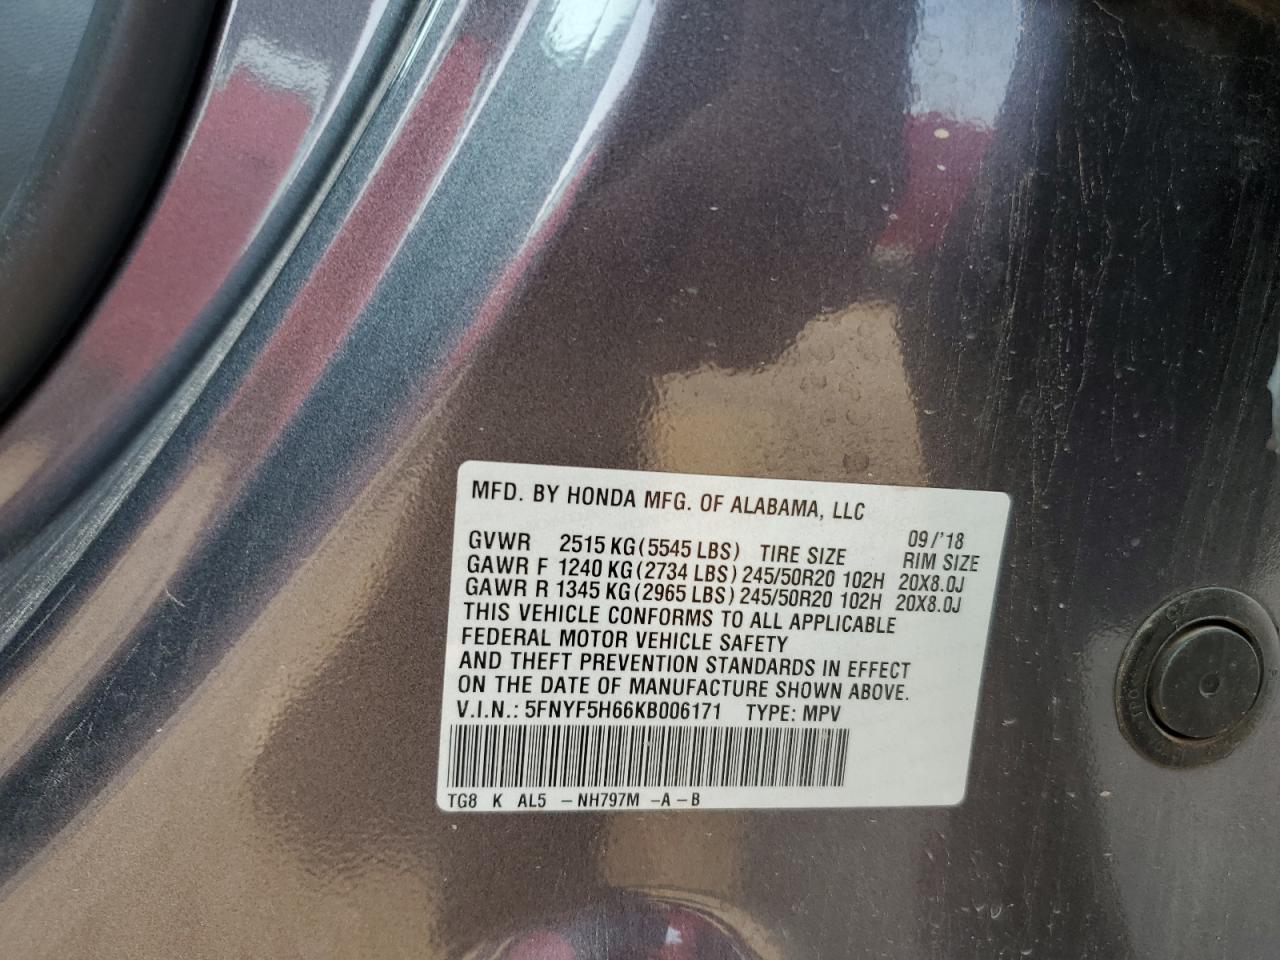 MFD. BY HONDA MFG. OF ALABAMA, LLC
09/'18
GVWR 2515 KG (5545 LBS) TIRE SIZE RIM SIZE
GAWR F 1240 KG (2734 LBS) 245/50R20 102H 20X8.0J
GAWR R 1345 KG (2965 LBS) 245/50R20 102H 20X8.0J
THIS VEHICLE CONFORMS TO ALL APPLICABLE
FEDERAL MOTOR VEHICLE SAFETY
AND THEFT PREVENTION STANDARDS IN EFFECT
ON THE DATE OF MANUFACTURE SHOWN ABOVE.
V.I.N.: 5FNYF5H66KB006171 TYPE: MPV
TG8 K AL5 -NH797M -A-B